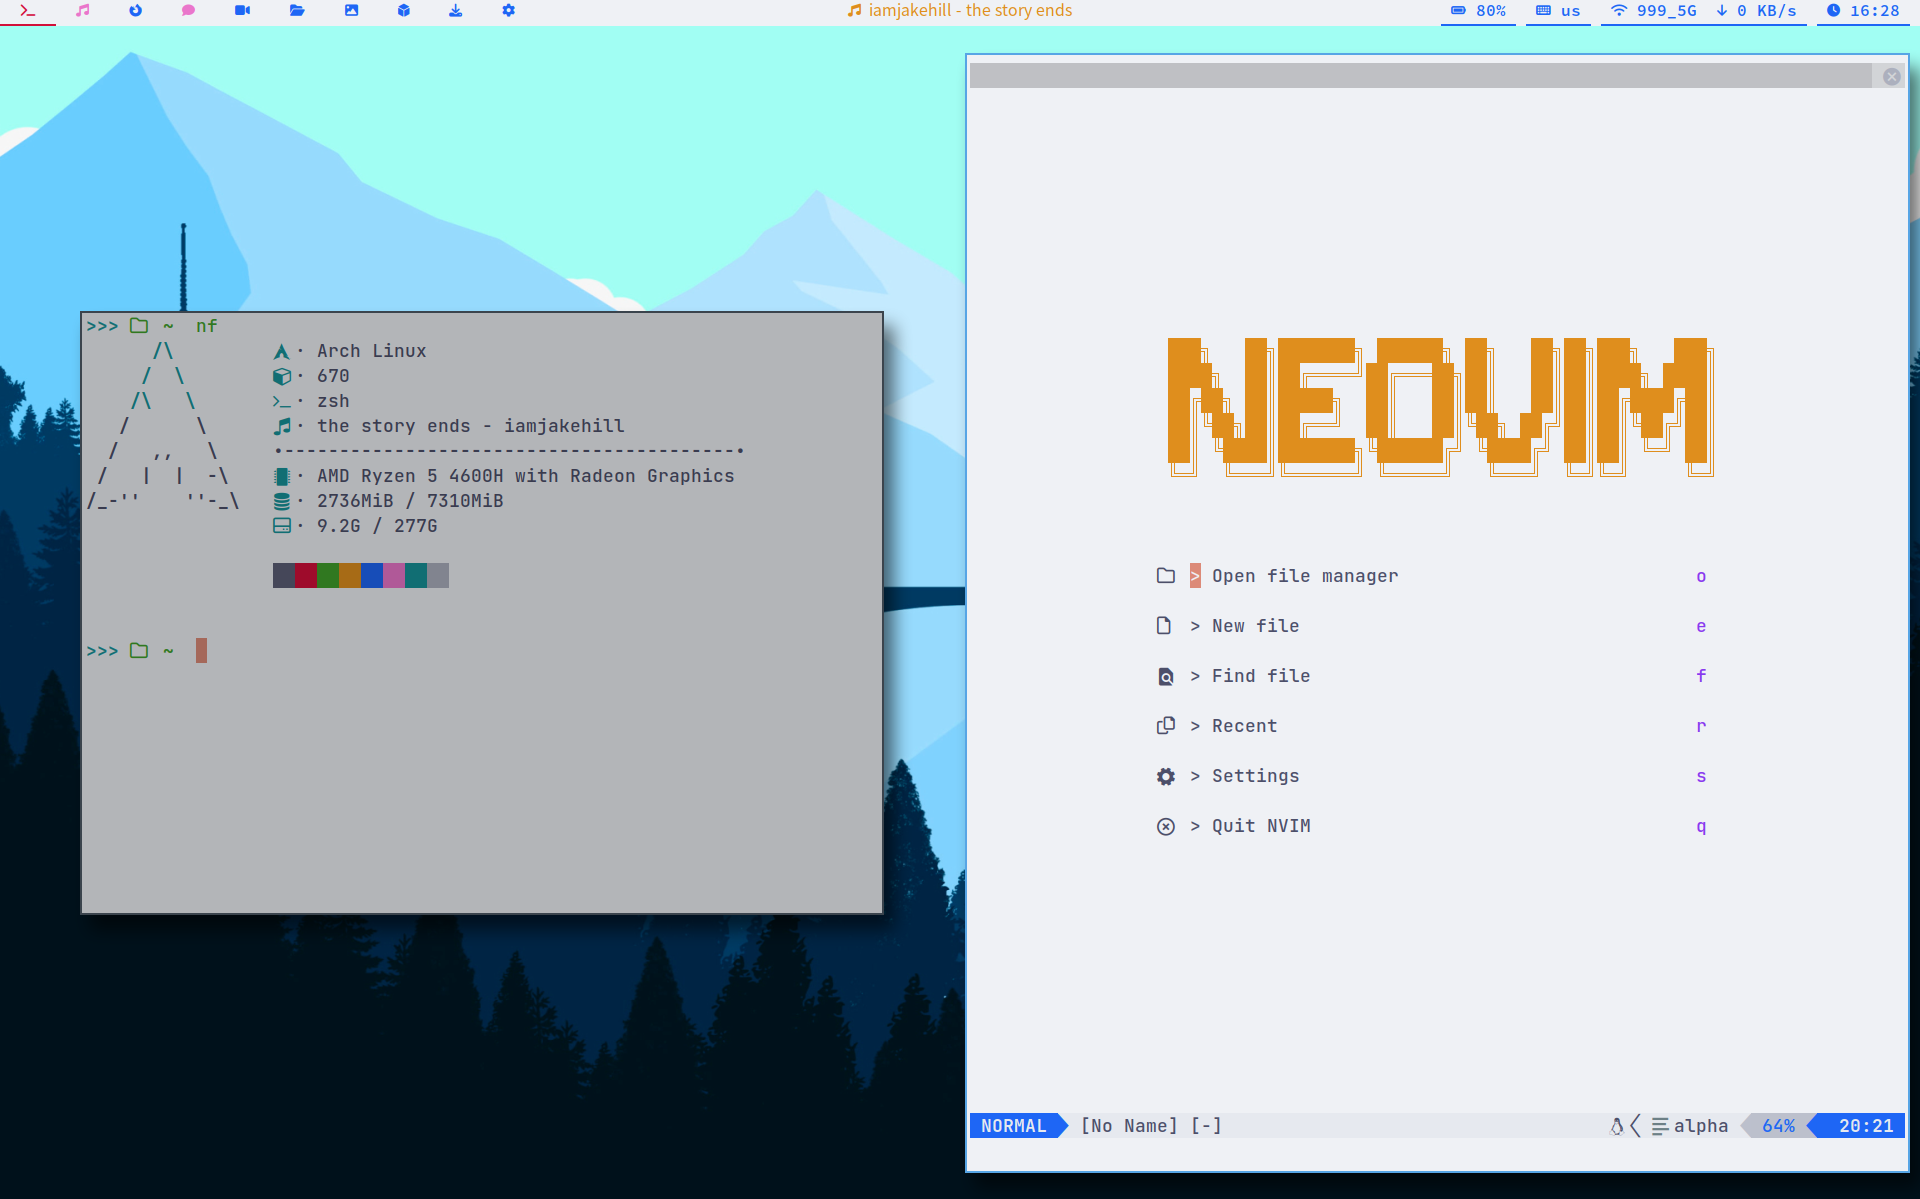 iamjakehill - the story ends
80%
us
999_5G
0 KB/s
16:28
>>> ~ nf
Arch Linux
670
zsh
the story ends - iamjakehill
AMD Ryzen 5 4600H with Radeon Graphics
2736MiB / 7310MiB
9.2G / 277G
>>> ~
NEOVIM
> Open file manager o
> New file e
> Find file f
> Recent r
> Settings s
> Quit NVIM q
NORMAL [No Name] [-] alpha 64% 20:21